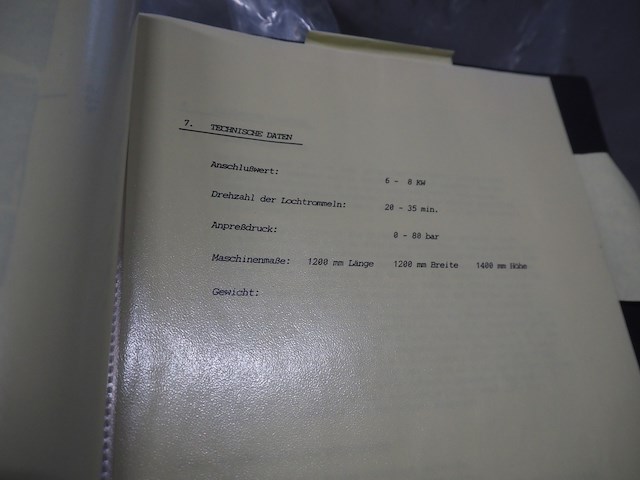 7. TECHNISCHE DATEN
Anschlußwert: 6 - 8 KW
Drehzahl der Lochtrommeln: 20 - 35 min.
Anpreßdruck: 0 - 80 bar
Maschinenmaße: 1200 mm Länge 1200 mm Breite 1400 mm Höhe
Gewicht: